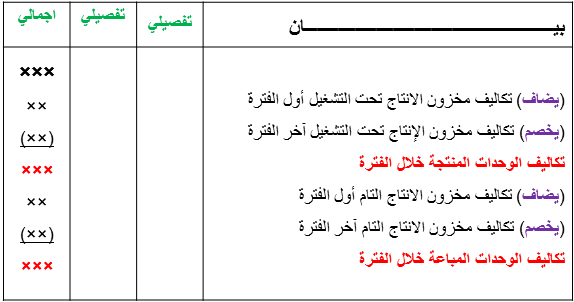 بيـــــــــــــــــــــــــــان تفصيلي تفصيلي اجمالي
×××
(يضاف) تكاليف مخزون الانتاج تحت التشغيل أول الفترة ××
(يخصم) تكاليف مخزون الإنتاج تحت التشغيل آخر الفترة (××)
تكاليف الوحدات المنتجة خلال الفترة ×××
(يضاف) تكاليف مخزون الانتاج التام أول الفترة ××
(يخصم) تكاليف مخزون الانتاج التام آخر الفترة (××)
تكاليف الوحدات المباعة خلال الفترة ×××